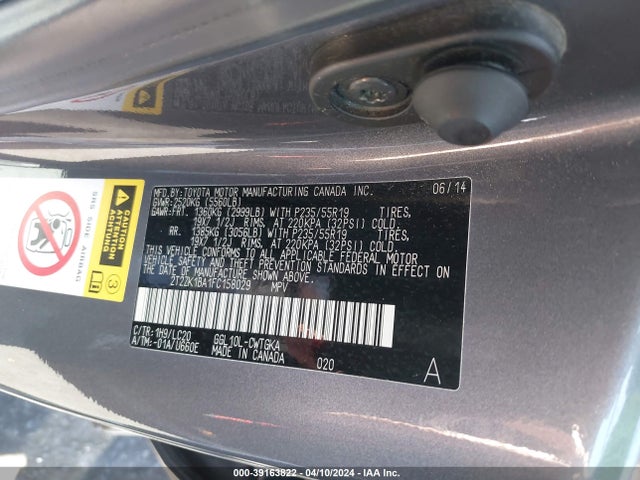 MFD.BY:TOYOTA MOTOR MANUFACTURING CANADA INC. 06/14
GVWR:2520KG (5560LB)
GAWR:FRT. 1360KG (2999LB) WITH P235/55R19 TIRES,
19X7 1/2J RIMS, AT 220KPA (32PSI) COLD.
RR. 1385KG (3056LB) WITH P235/55R19 TIRES,
19X7 1/2J RIMS, AT 220KPA (32PSI) COLD.
THIS VEHICLE CONFORMS TO ALL APPLICABLE FEDERAL MOTOR
VEHICLE SAFETY AND THEFT PREVENTION STANDARDS IN
EFFECT ON THE DATE OF MANUFACTURE SHOWN ABOVE.
2T2ZK1BA1FC158029 MPV
C/TR:1H9/LC20 GGL10L-CWTGKA
A/TM:-01A/U660E MADE IN CANADA 020
A
SRS SIDE AIRBAG
000-39163822 - 04/10/2024 - IAA Inc.